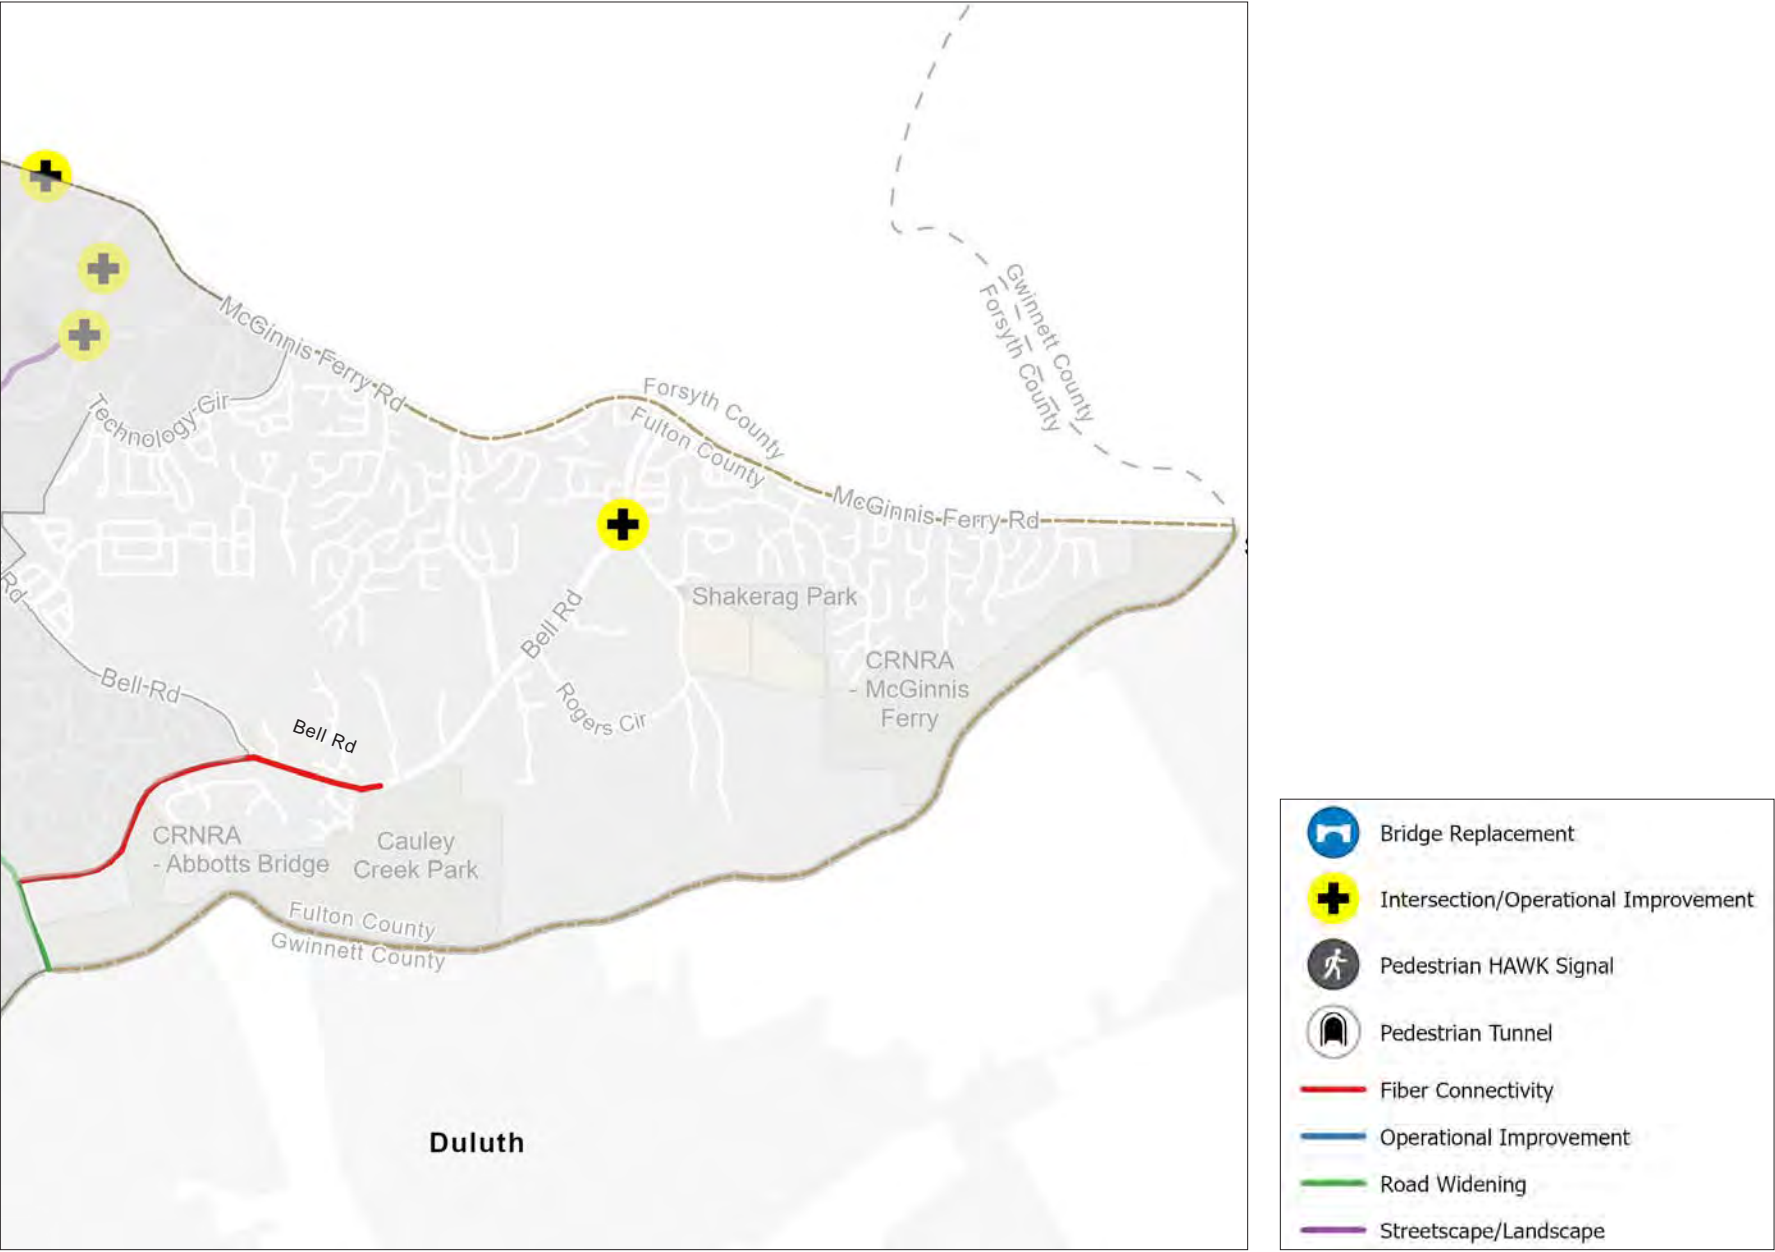 Gwinnett County
Forsyth County
McGinnis Ferry Rd
Technology Cir
Forsyth County
Fulton County
McGinnis Ferry Rd
Rd
Bell Rd
Shakerag Park
CRNRA
- McGinnis
Ferry
Bell Rd
Rogers Cir
Bell Rd
CRNRA
- Abbotts Bridge
Cauley
Creek Park
Fulton County
Gwinnett County
Duluth
Bridge Replacement
Intersection/Operational Improvement
Pedestrian HAWK Signal
Pedestrian Tunnel
Fiber Connectivity
Operational Improvement
Road Widening
Streetscape/Landscape